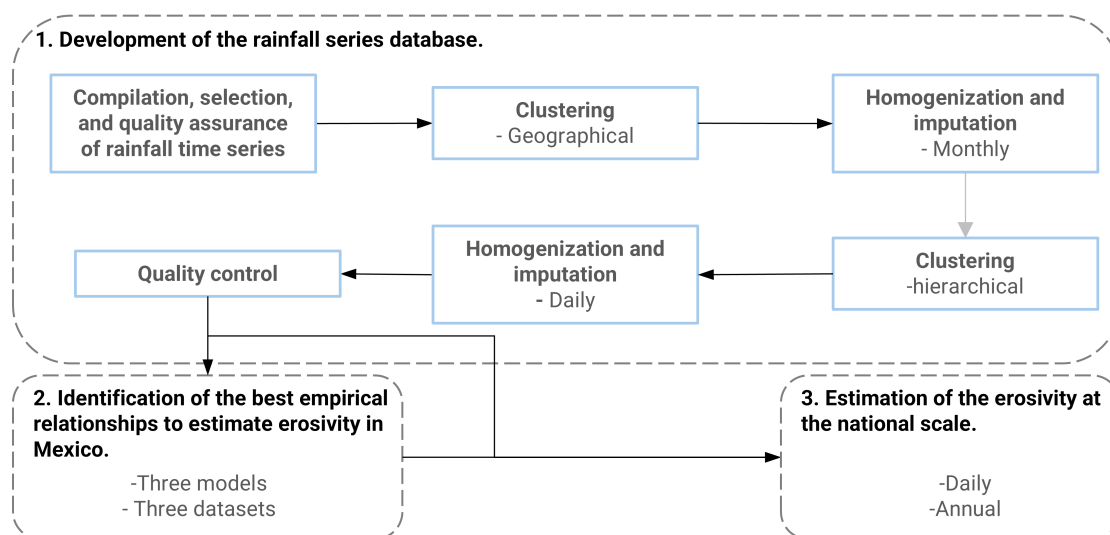 1. Development of the rainfall series database.
Compilation, selection,
and quality assurance
of rainfall time series
Clustering
- Geographical
Homogenization and
imputation
- Monthly
Clustering
-hierarchical
Homogenization and
imputation
- Daily
Quality control
2. Identification of the best empirical
relationships to estimate erosivity in
Mexico.
-Three models
- Three datasets
3. Estimation of the erosivity at
the national scale.
-Daily
-Annual